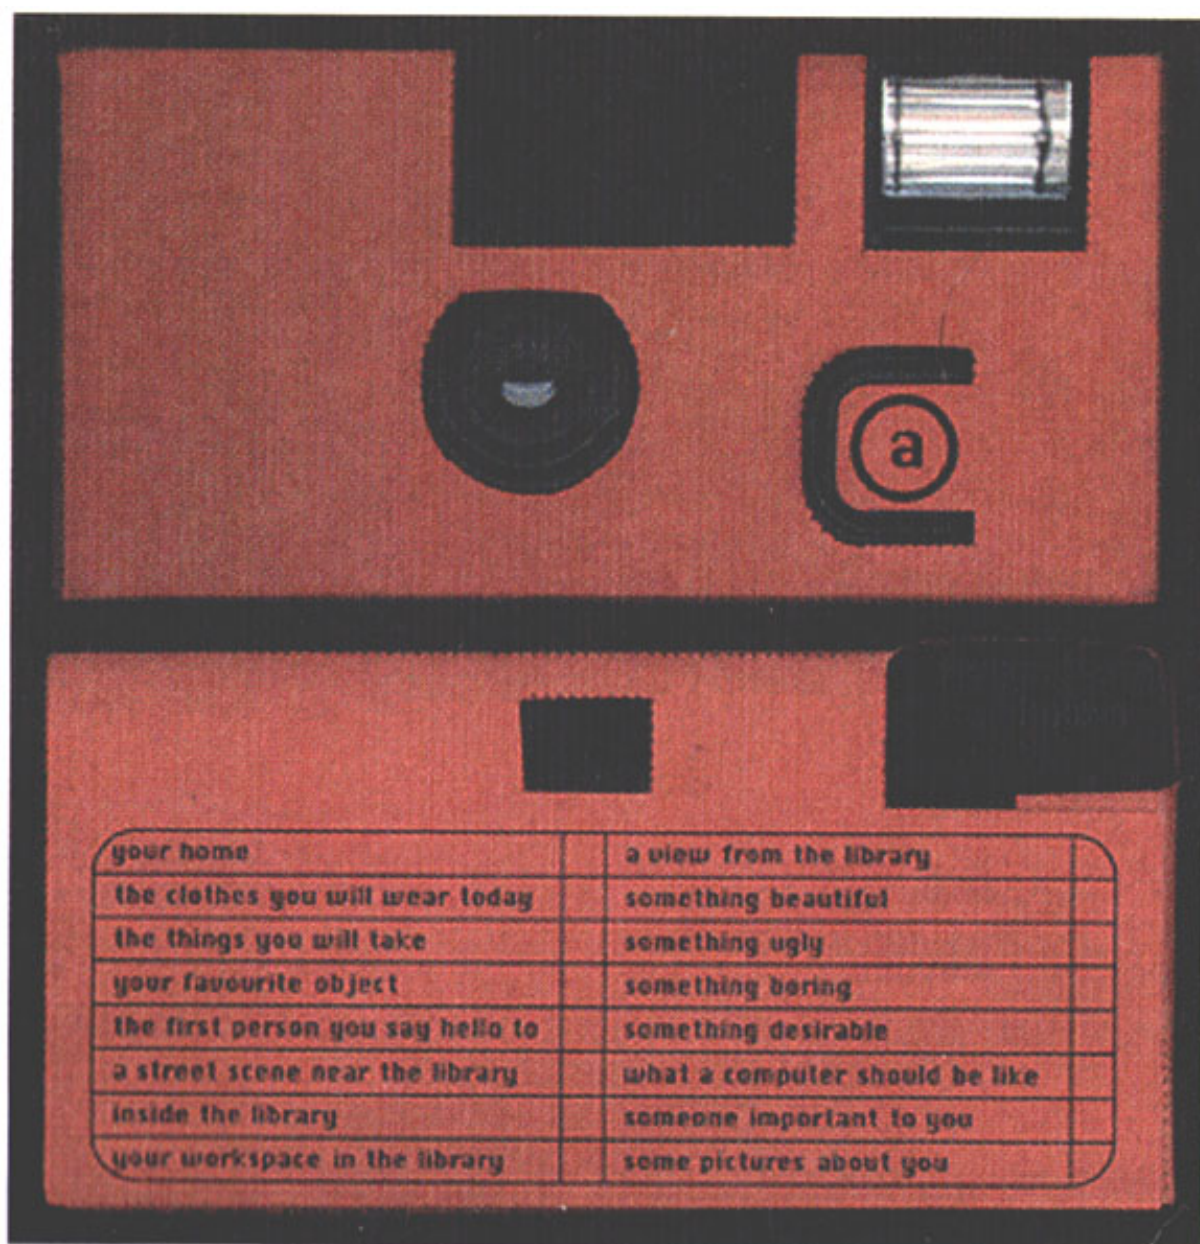 a
your home
the clothes you will wear today
the things you will take
your favourite object
the first person you say hello to
a street scene near the library
inside the library
your workspace in the library
a view from the library
something beautiful
something ugly
something boring
something desirable
what a computer should be like
someone important to you
some pictures about you